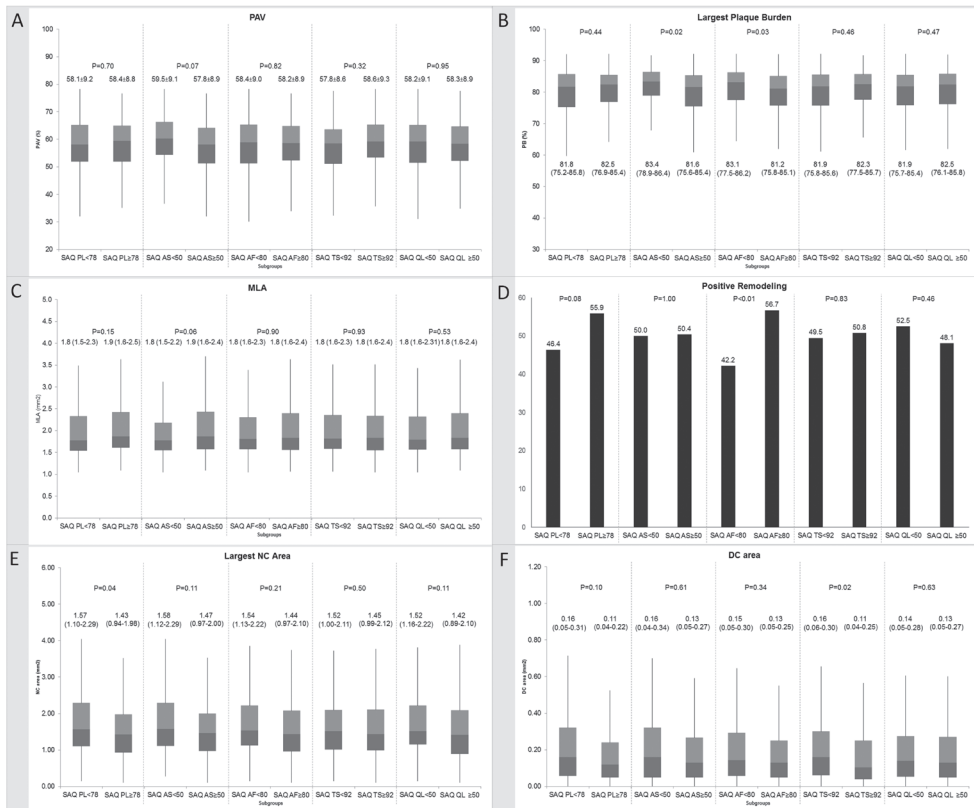 A
PAV
P=0.70 P=0.07 P=0.82 P=0.32 P=0.95
58.1±9.2 58.4±8.8 59.5±9.1 57.8±8.9 58.4±9.0 58.2±8.9 57.8±8.6 58.6±9.3 58.2±9.1 58.3±8.9
100
90
80
70
60
50
40
30
20
PAV (%)
SAQ PL<78 SAQ PL≥78 SAQ AS<50 SAQ AS≥50 SAQ AF<80 SAQ AF≥80 SAQ TS<92 SAQ TS≥92 SAQ QL<50 SAQ QL ≥50
Subgroups
B
Largest Plaque Burden
P=0.44 P=0.02 P=0.03 P=0.46 P=0.47
100
90
80
70
60
50
40
30
PB (%)
81.8 82.5 83.4 81.6 83.1 81.2 81.9 82.3 81.9 82.5
(75.2-85.8) (76.9-85.4) (78.9-86.4) (75.6-85.4) (77.5-86.2) (75.8-85.1) (75.8-85.6) (77.5-85.7) (75.7-85.4) (76.1-85.8)
SAQ PL<78 SAQ PL≥78 SAQ AS<50 SAQ AS≥50 SAQ AF<80 SAQ AF≥80 SAQ TS<92 SAQ TS≥92 SAQ QL<50 SAQ QL ≥50
Subgroups
C
MLA
P=0.15 P=0.06 P=0.90 P=0.93 P=0.53
1.8 (1.5-2.3) 1.9 (1.6-2.5) 1.8 (1.5-2.2) 1.9 (1.6-2.4) 1.8 (1.6-2.3) 1.8 (1.6-2.4) 1.8 (1.6-2.3) 1.8 (1.6-2.4) 1.8 (1.6-2.31) 1.8 (1.6-2.4)
5.0
4.5
4.0
3.5
3.0
2.5
2.0
1.5
1.0
0.5
0.0
MLA (mm2)
SAQ PL<78 SAQ PL≥78 SAQ AS<50 SAQ AS≥50 SAQ AF<80 SAQ AF≥80 SAQ TS<92 SAQ TS≥92 SAQ QL<50 SAQ QL ≥50
Subgroups
D
Positive Remodeling
P=0.08 P=1.00 P<0.01 P=0.83 P=0.46
60
50
40
30
20
10
0
46.4 55.9 50.0 50.4 42.2 56.7 49.5 50.8 52.5 48.1
SAQ PL<78 SAQ PL≥78 SAQ AS<50 SAQ AS≥50 SAQ AF<80 SAQ AF≥80 SAQ TS<92 SAQ TS≥92 SAQ QL<50 SAQ QL ≥50
E
Largest NC Area
P=0.04 P=0.11 P=0.21 P=0.50 P=0.11
1.57 1.43 1.58 1.47 1.54 1.44 1.52 1.45 1.52 1.42
(1.10-2.29) (0.94-1.98) (1.12-2.29) (0.97-2.00) (1.13-2.22) (0.97-2.10) (1.00-2.11) (0.99-2.12) (1.16-2.22) (0.89-2.10)
6.00
5.00
4.00
3.00
2.00
1.00
0.00
NC area (mm2)
SAQ PL<78 SAQ PL≥78 SAQ AS<50 SAQ AS≥50 SAQ AF<80 SAQ AF≥80 SAQ TS<92 SAQ TS≥92 SAQ QL<50 SAQ QL ≥50
Subgroups
F
DC area
P=0.10 P=0.61 P=0.34 P=0.02 P=0.63
0.16 0.11 0.16 0.13 0.15 0.13 0.16 0.11 0.14 0.13
(0.05-0.31) (0.04-0.22) (0.04-0.34) (0.05-0.27) (0.05-0.30) (0.05-0.25) (0.06-0.30) (0.04-0.25) (0.05-0.28) (0.05-0.27)
1.20
1.00
0.80
0.60
0.40
0.20
0.00
DC area (mm2)
SAQ PL<78 SAQ PL≥78 SAQ AS<50 SAQ AS≥50 SAQ AF<80 SAQ AF≥80 SAQ TS<92 SAQ TS≥92 SAQ QL<50 SAQ QL ≥50
Subgroups